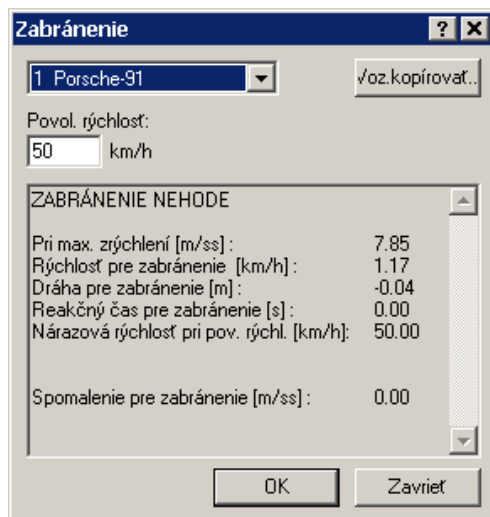 Zabránenie
1 Porsche-91
Voz.kopírovať..
Povol. rýchlosť:
50 km/h
ZABRÁNENIE NEHODE
Pri max. zrýchlení [m/ss] : 7.85
Rýchlosť pre zabránenie [km/h] : 1.17
Dráha pre zabránenie [m] : -0.04
Reakčný čas pre zabránenie [s] : 0.00
Nárazová rýchlosť pri pov. rýchl. [km/h]: 50.00
Spomalenie pre zabránenie [m/ss] : 0.00
OK
Zavrieť